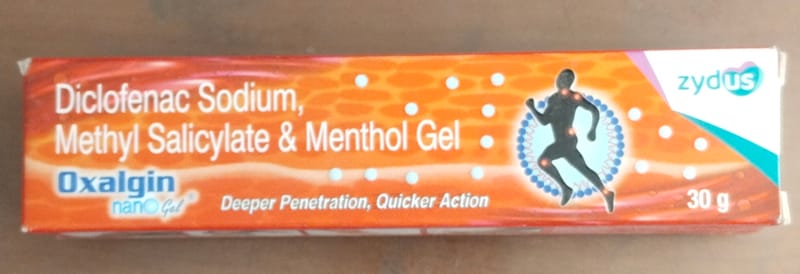 Diclofenac Sodium,
Methyl Salicylate & Menthol Gel
Oxalgin
nano Gel®
Deeper Penetration, Quicker Action
zydus
30 g